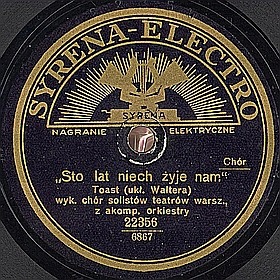 SYRENA-ELECTRO
SYRENA
NAGRANIE ELEKTRYCZNE
Chór
„Sto lat niech żyje nam"
Toast (ukł. Waltera)
wyk. chór solistów teatrów warsz.,
z akomp. orkiestry
22356
6867